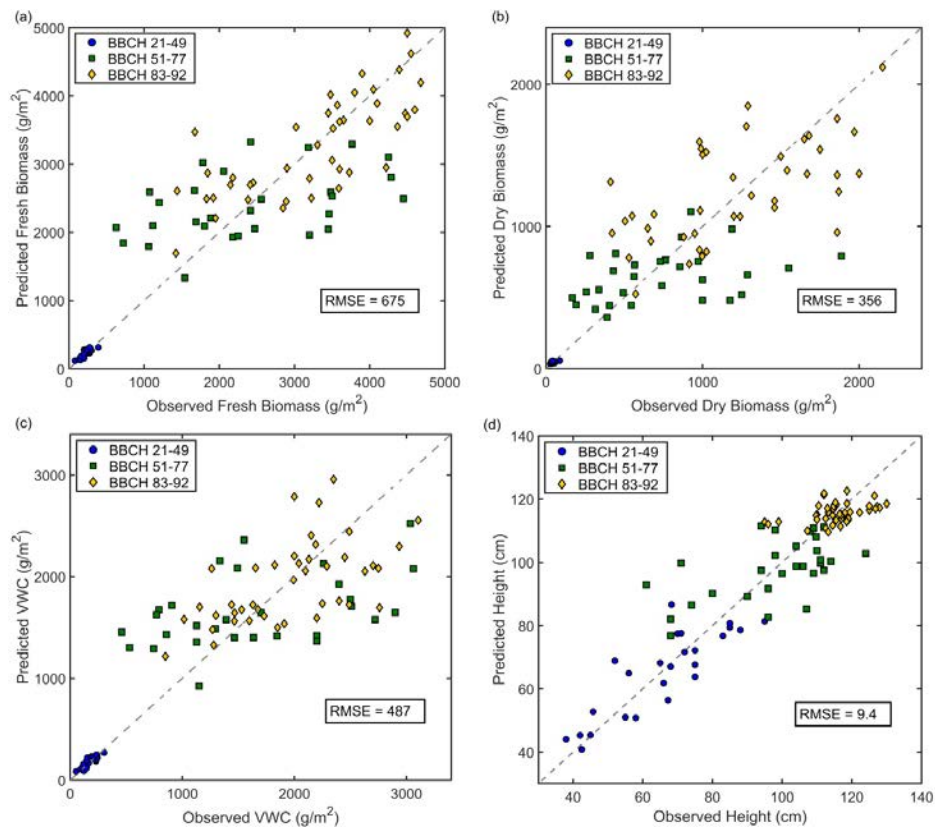 (a)
5000
4000
3000
2000
1000
0
Predicted Fresh Biomass (g/m²)
BBCH 21-49
BBCH 51-77
BBCH 83-92
RMSE = 675
0 1000 2000 3000 4000 5000
Observed Fresh Biomass (g/m²)
(b)
2000
1000
0
Predicted Dry Biomass (g/m²)
BBCH 21-49
BBCH 51-77
BBCH 83-92
RMSE = 356
0 1000 2000
Observed Dry Biomass (g/m²)
(c)
3000
2000
1000
0
Predicted VWC (g/m²)
BBCH 21-49
BBCH 51-77
BBCH 83-92
RMSE = 487
0 1000 2000 3000
Observed VWC (g/m²)
(d)
140
120
100
80
60
40
Predicted Height (cm)
BBCH 21-49
BBCH 51-77
BBCH 83-92
RMSE = 9.4
40 60 80 100 120 140
Observed Height (cm)